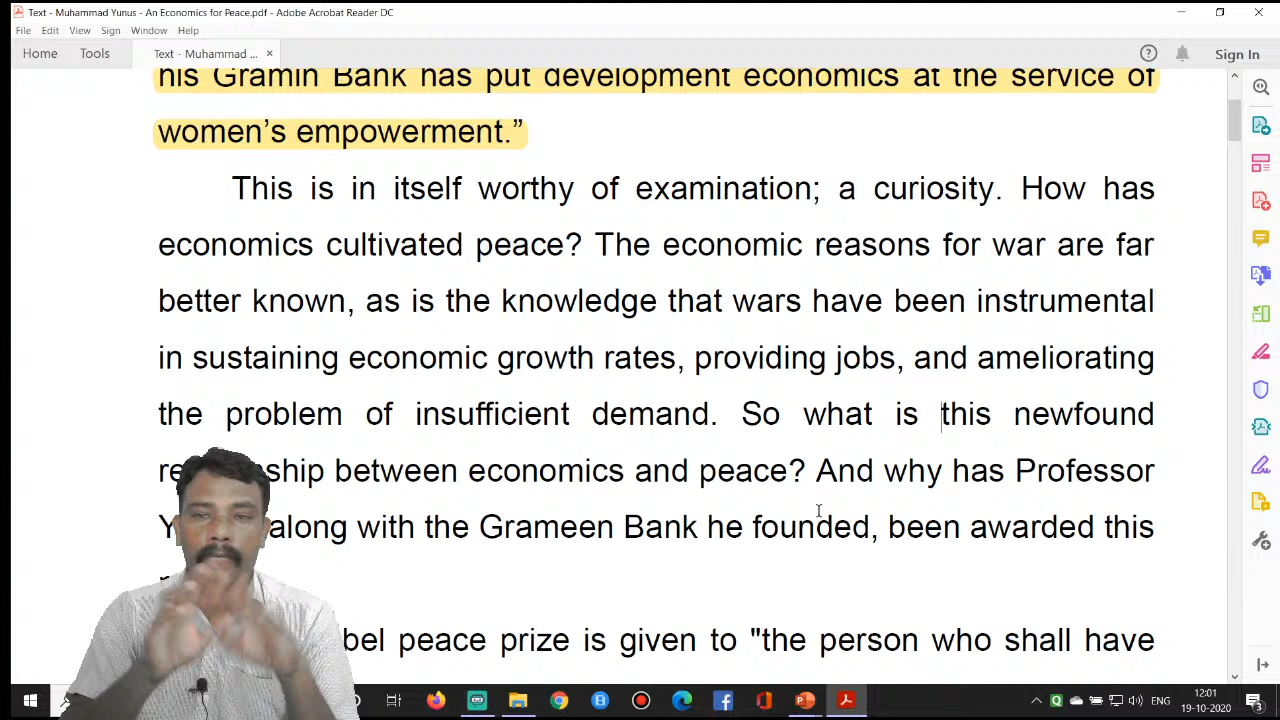 Text - Muhammad Yunus - An Economics for Peace.pdf - Adobe Acrobat Reader DC
File Edit View Sign Window Help
Home Tools Text - Muhammad ... × Sign In
his Gramin Bank has put development economics at the service of
women's empowerment.”
This is in itself worthy of examination; a curiosity. How has
economics cultivated peace? The economic reasons for war are far
better known, as is the knowledge that wars have been instrumental
in sustaining economic growth rates, providing jobs, and ameliorating
the problem of insufficient demand. So what is this newfound
between economics and peace? And why has Professor
along with the Grameen Bank he founded, been awarded this
peace prize is given to "the person who shall have
ENG
12:01
19-10-2020
3